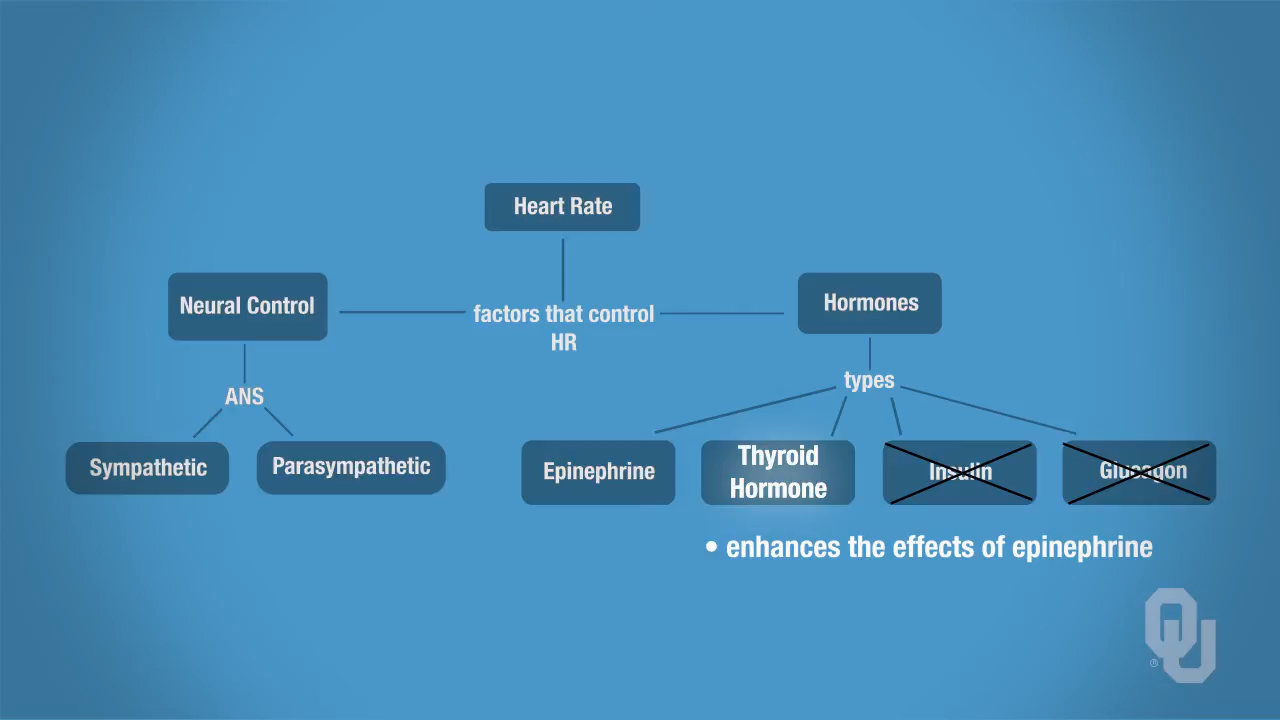 Heart Rate
Neural Control
factors that control
HR
Hormones
ANS
types
Sympathetic
Parasympathetic
Epinephrine
Thyroid
Hormone
Insulin
Glucagon
• enhances the effects of epinephrine
OU
®